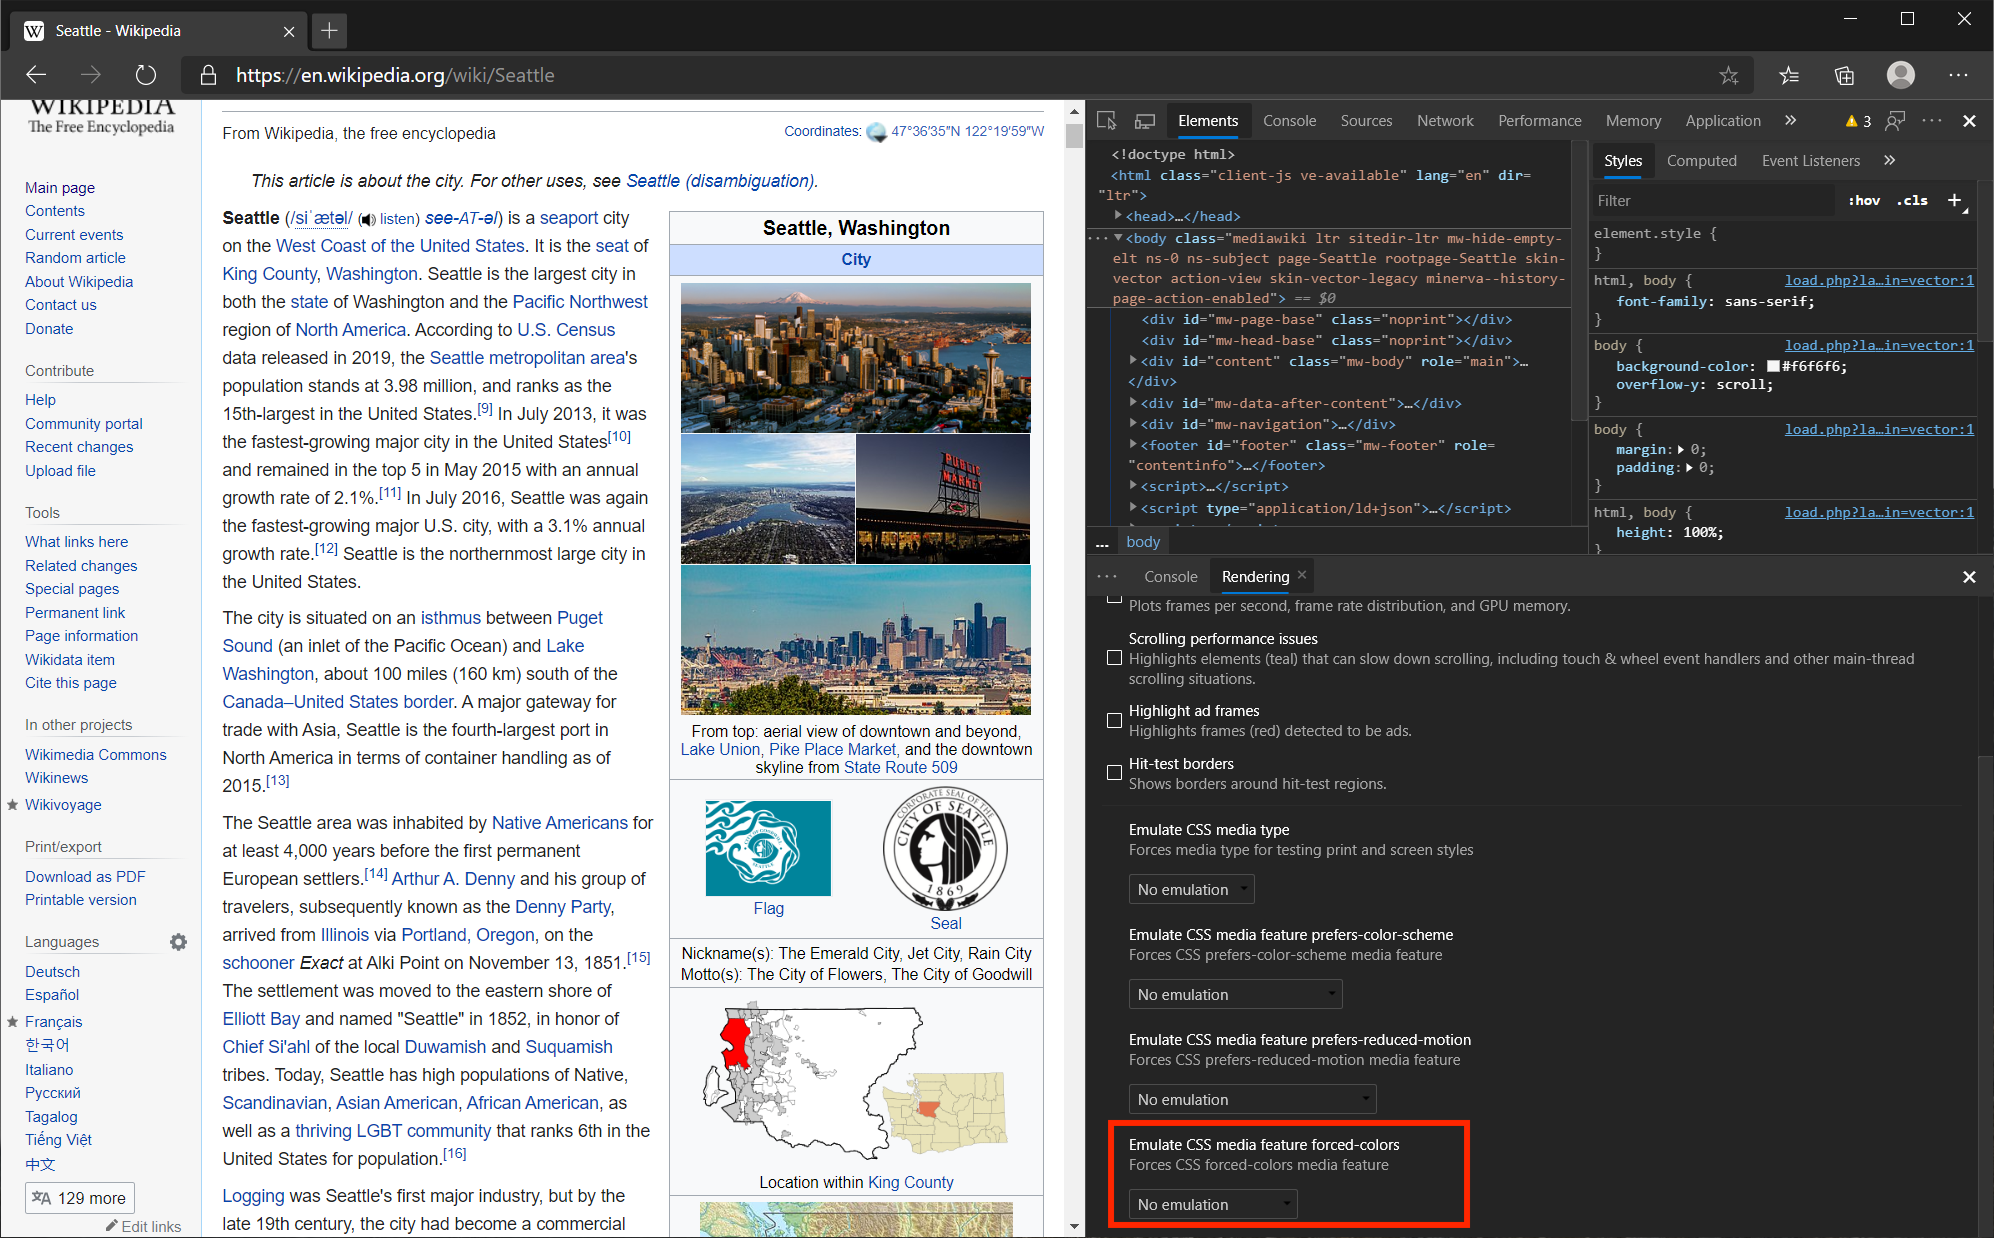 Seattle - Wikipedia
https://en.wikipedia.org/wiki/Seattle
WIKIPEDIA
The Free Encyclopedia
Main page
Contents
Current events
Random article
About Wikipedia
Contact us
Donate
Contribute
Help
Community portal
Recent changes
Upload file
Tools
What links here
Related changes
Special pages
Permanent link
Page information
Wikidata item
Cite this page
In other projects
Wikimedia Commons
Wikinews
Wikivoyage
Print/export
Download as PDF
Printable version
Languages
Deutsch
Español
Français
한국어
Italiano
Русский
Tagalog
Tiếng Việt
中文
129 more
Edit links
From Wikipedia, the free encyclopedia
Coordinates: 47°36′35″N 122°19′59″W
This article is about the city. For other uses, see Seattle (disambiguation).
Seattle (/siˈætəl/ ( listen) see-AT-əl) is a seaport city
on the West Coast of the United States. It is the seat of
King County, Washington. Seattle is the largest city in
both the state of Washington and the Pacific Northwest
region of North America. According to U.S. Census
data released in 2019, the Seattle metropolitan area's
population stands at 3.98 million, and ranks as the
15th-largest in the United States.[9] In July 2013, it was
the fastest-growing major city in the United States[10]
and remained in the top 5 in May 2015 with an annual
growth rate of 2.1%.[11] In July 2016, Seattle was again
the fastest-growing major U.S. city, with a 3.1% annual
growth rate.[12] Seattle is the northernmost large city in
the United States.
The city is situated on an isthmus between Puget
Sound (an inlet of the Pacific Ocean) and Lake
Washington, about 100 miles (160 km) south of the
Canada–United States border. A major gateway for
trade with Asia, Seattle is the fourth-largest port in
North America in terms of container handling as of
2015.[13]
The Seattle area was inhabited by Native Americans for
at least 4,000 years before the first permanent
European settlers.[14] Arthur A. Denny and his group of
travelers, subsequently known as the Denny Party,
arrived from Illinois via Portland, Oregon, on the
schooner Exact at Alki Point on November 13, 1851.[15]
The settlement was moved to the eastern shore of
Elliott Bay and named "Seattle" in 1852, in honor of
Chief Si'ahl of the local Duwamish and Suquamish
tribes. Today, Seattle has high populations of Native,
Scandinavian, Asian American, African American, as
well as a thriving LGBT community that ranks 6th in the
United States for population.[16]
Logging was Seattle's first major industry, but by the
late 19th century, the city had become a commercial
Seattle, Washington
City
PUBLIC
MARKET
From top: aerial view of downtown and beyond,
Lake Union, Pike Place Market, and the downtown
skyline from State Route 509
CORPORATE SEAL OF THE
CITY OF SEATTLE
1869
Flag
Seal
Nickname(s): The Emerald City, Jet City, Rain City
Motto(s): The City of Flowers, The City of Goodwill
Location within King County
Elements Console Sources Network Performance Memory Application » 3 ···
<!doctype html>
<html class="client-js ve-available" lang="en" dir=
"ltr">
<head>…</head>
···<body class="mediawiki ltr sitedir-ltr mw-hide-empty-
elt ns-0 ns-subject page-Seattle rootpage-Seattle skin-
vector action-view skin-vector-legacy minerva--history-
page-action-enabled"> == $0
<div id="mw-page-base" class="noprint"></div>
<div id="mw-head-base" class="noprint"></div>
<div id="content" class="mw-body" role="main">…
</div>
<div id="mw-data-after-content">…</div>
<div id="mw-navigation">…</div>
<footer id="footer" class="mw-footer" role=
"contentinfo">…</footer>
<script>…</script>
<script type="application/ld+json">…</script>
... body
Styles Computed Event Listeners »
Filter :hov .cls +
element.style {
}
html, body { load.php?la…in=vector:1
font-family: sans-serif;
}
body { load.php?la…in=vector:1
background-color: #f6f6f6;
overflow-y: scroll;
}
body { load.php?la…in=vector:1
margin: 0;
padding: 0;
}
html, body { load.php?la…in=vector:1
height: 100%;
}
··· Console Rendering
Plots frames per second, frame rate distribution, and GPU memory.
Scrolling performance issues
Highlights elements (teal) that can slow down scrolling, including touch & wheel event handlers and other main-thread
scrolling situations.
Highlight ad frames
Highlights frames (red) detected to be ads.
Hit-test borders
Shows borders around hit-test regions.
Emulate CSS media type
Forces media type for testing print and screen styles
No emulation
Emulate CSS media feature prefers-color-scheme
Forces CSS prefers-color-scheme media feature
No emulation
Emulate CSS media feature prefers-reduced-motion
Forces CSS prefers-reduced-motion media feature
No emulation
Emulate CSS media feature forced-colors
Forces CSS forced-colors media feature
No emulation